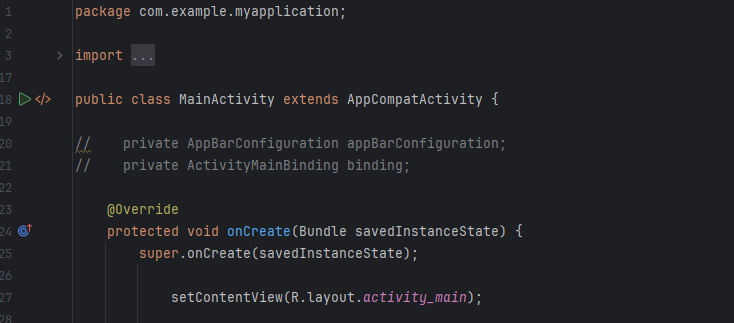 1 package com.example.myapplication;
2
3 import ...
17
18 public class MainActivity extends AppCompatActivity {
19
20 //    private AppBarConfiguration appBarConfiguration;
21 //    private ActivityMainBinding binding;
22
23 @Override
24 protected void onCreate(Bundle savedInstanceState) {
25 super.onCreate(savedInstanceState);
26
27 setContentView(R.layout.activity_main);
28